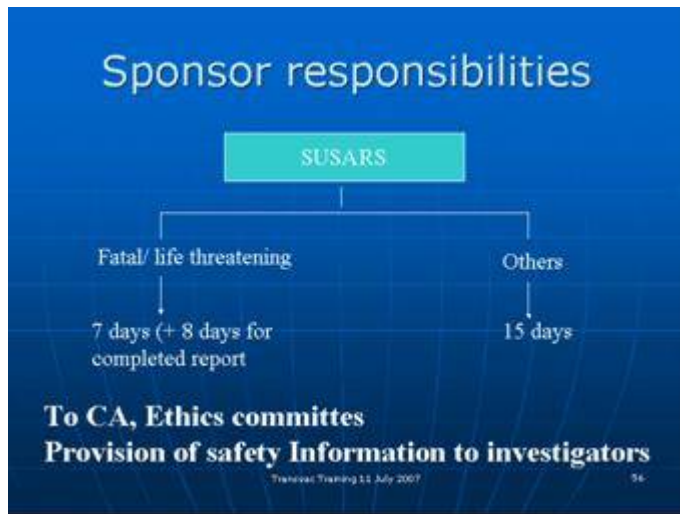 Sponsor responsibilities
SUSARS
Fatal/ life threatening
Others
7 days (+ 8 days for
completed report
15 days
To CA, Ethics committes
Provision of safety Information to investigators
Transvac Training 11 July 2007
56